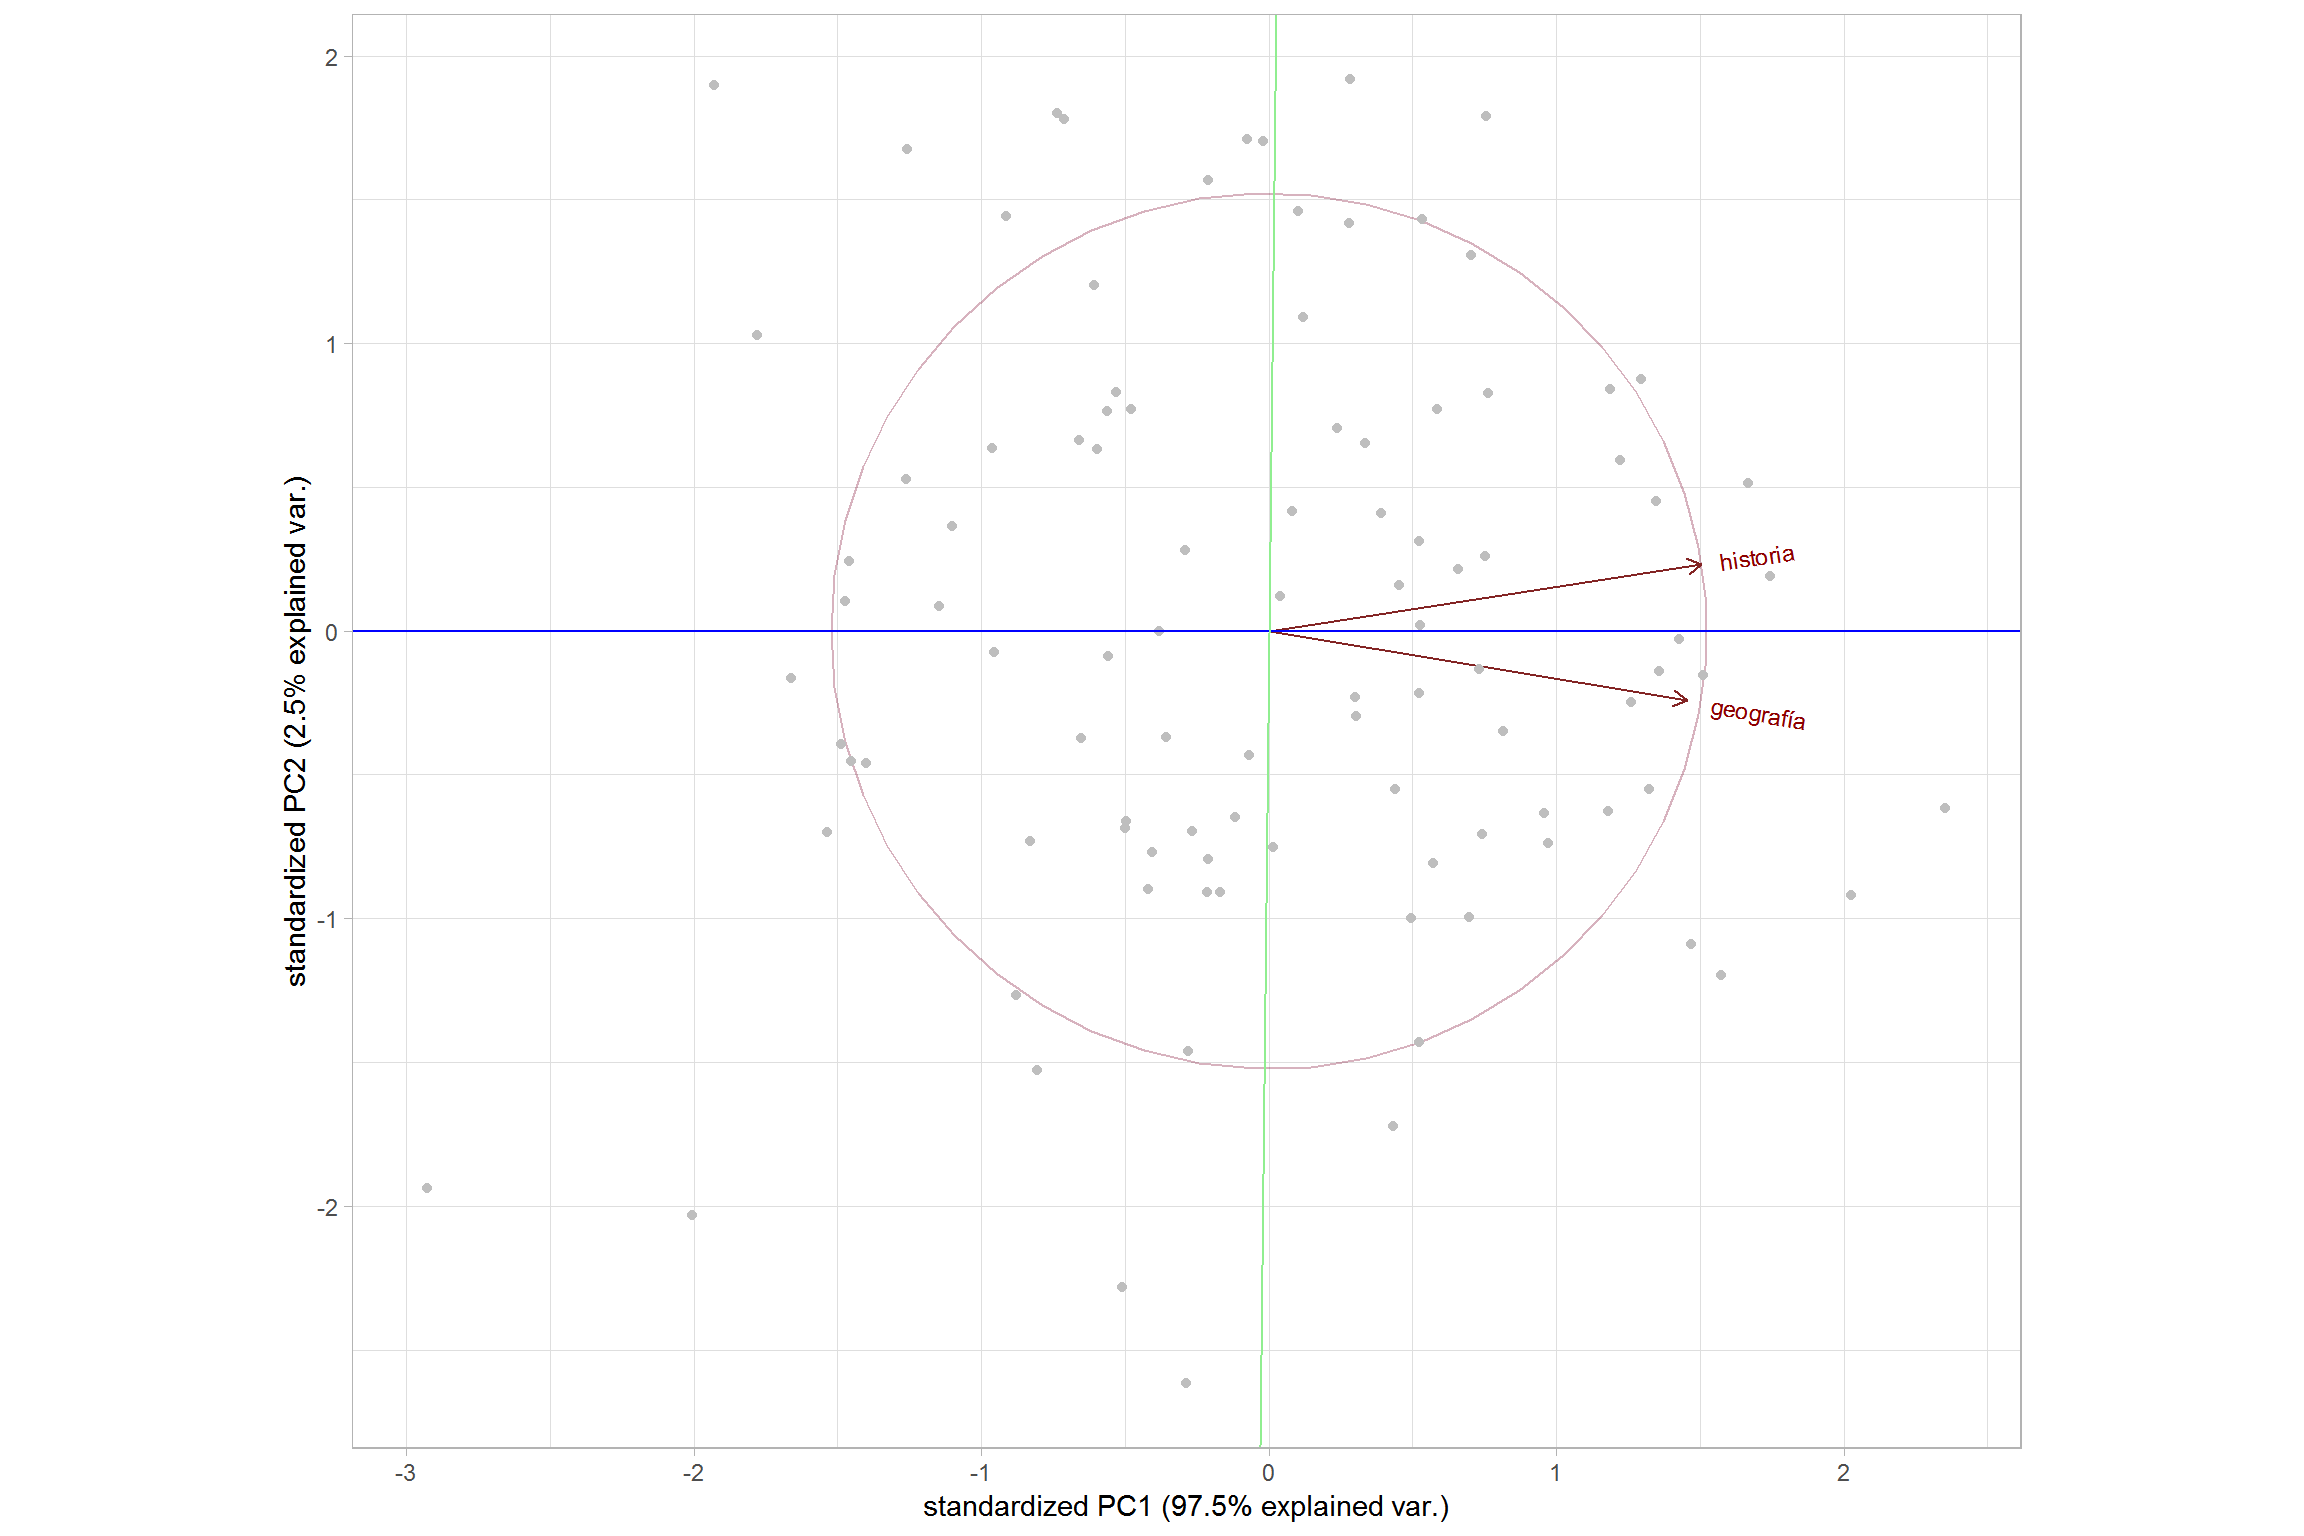 2
1
0
-1
-2
standardized PC2 (2.5% explained var.)
historia
geografía
-3
-2
-1
0
1
2
standardized PC1 (97.5% explained var.)